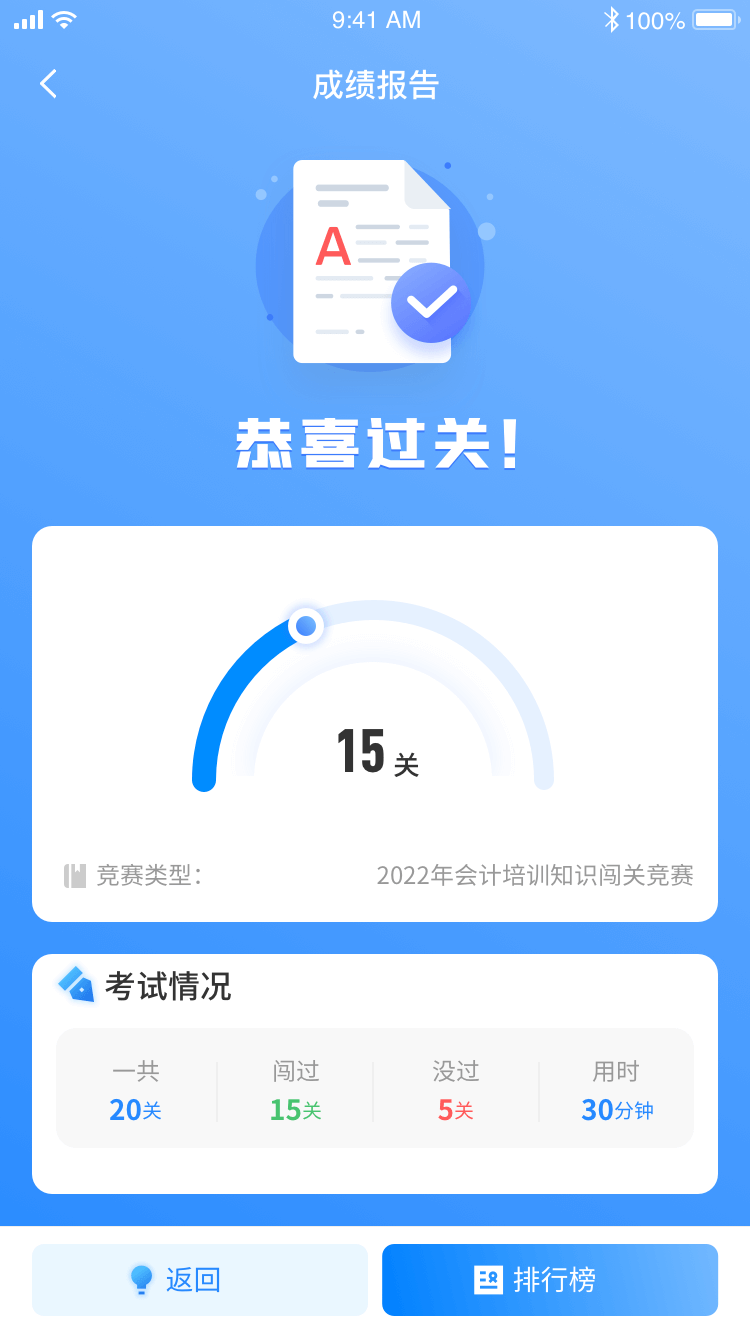 9:41 AM 100%
成绩报告
A
恭喜过关!
15关
竞赛类型: 2022年会计培训知识闯关竞赛
考试情况
一共 闯过 没过 用时
20关 15关 5关 30分钟
返回 排行榜